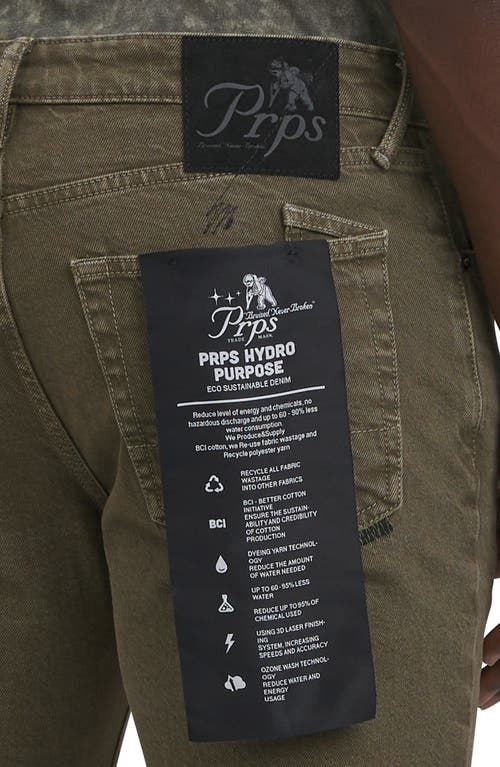 Prps
Bruised Never Broken
Bruised Never Broken
Prps
TRADE MARK
PRPS HYDRO
PURPOSE
ECO SUSTAINABLE DENIM
Reduce level of energy and chemicals, no
hazardous discharge and up to 60 - 90% less
water consumption.
We Produce&Supply
BCI cotton, we Re-use fabric wastage and
Recycle polyester yarn
RECYCLE ALL FABRIC
WASTAGE
INTO OTHER FABRICS
BCI
BCI - BETTER COTTON
INITIATIVE
ENSURE THE SUSTAIN-
ABILITY AND CREDIBILITY
OF COTTON
PRODUCTION
DYEING YARN TECHNOL-
OGY
REDUCE THE AMOUNT
OF WATER NEEDED
UP TO 60-95% LESS
WATER
REDUCE UP TO 95% OF
CHEMICAL USED
USING 3D LASER FINISH-
ING
SYSTEM, INCREASING
SPEEDS AND ACCURACY
OZONE WASH TECHNOL-
OGY
REDUCE WATER AND
ENERGY
USAGE